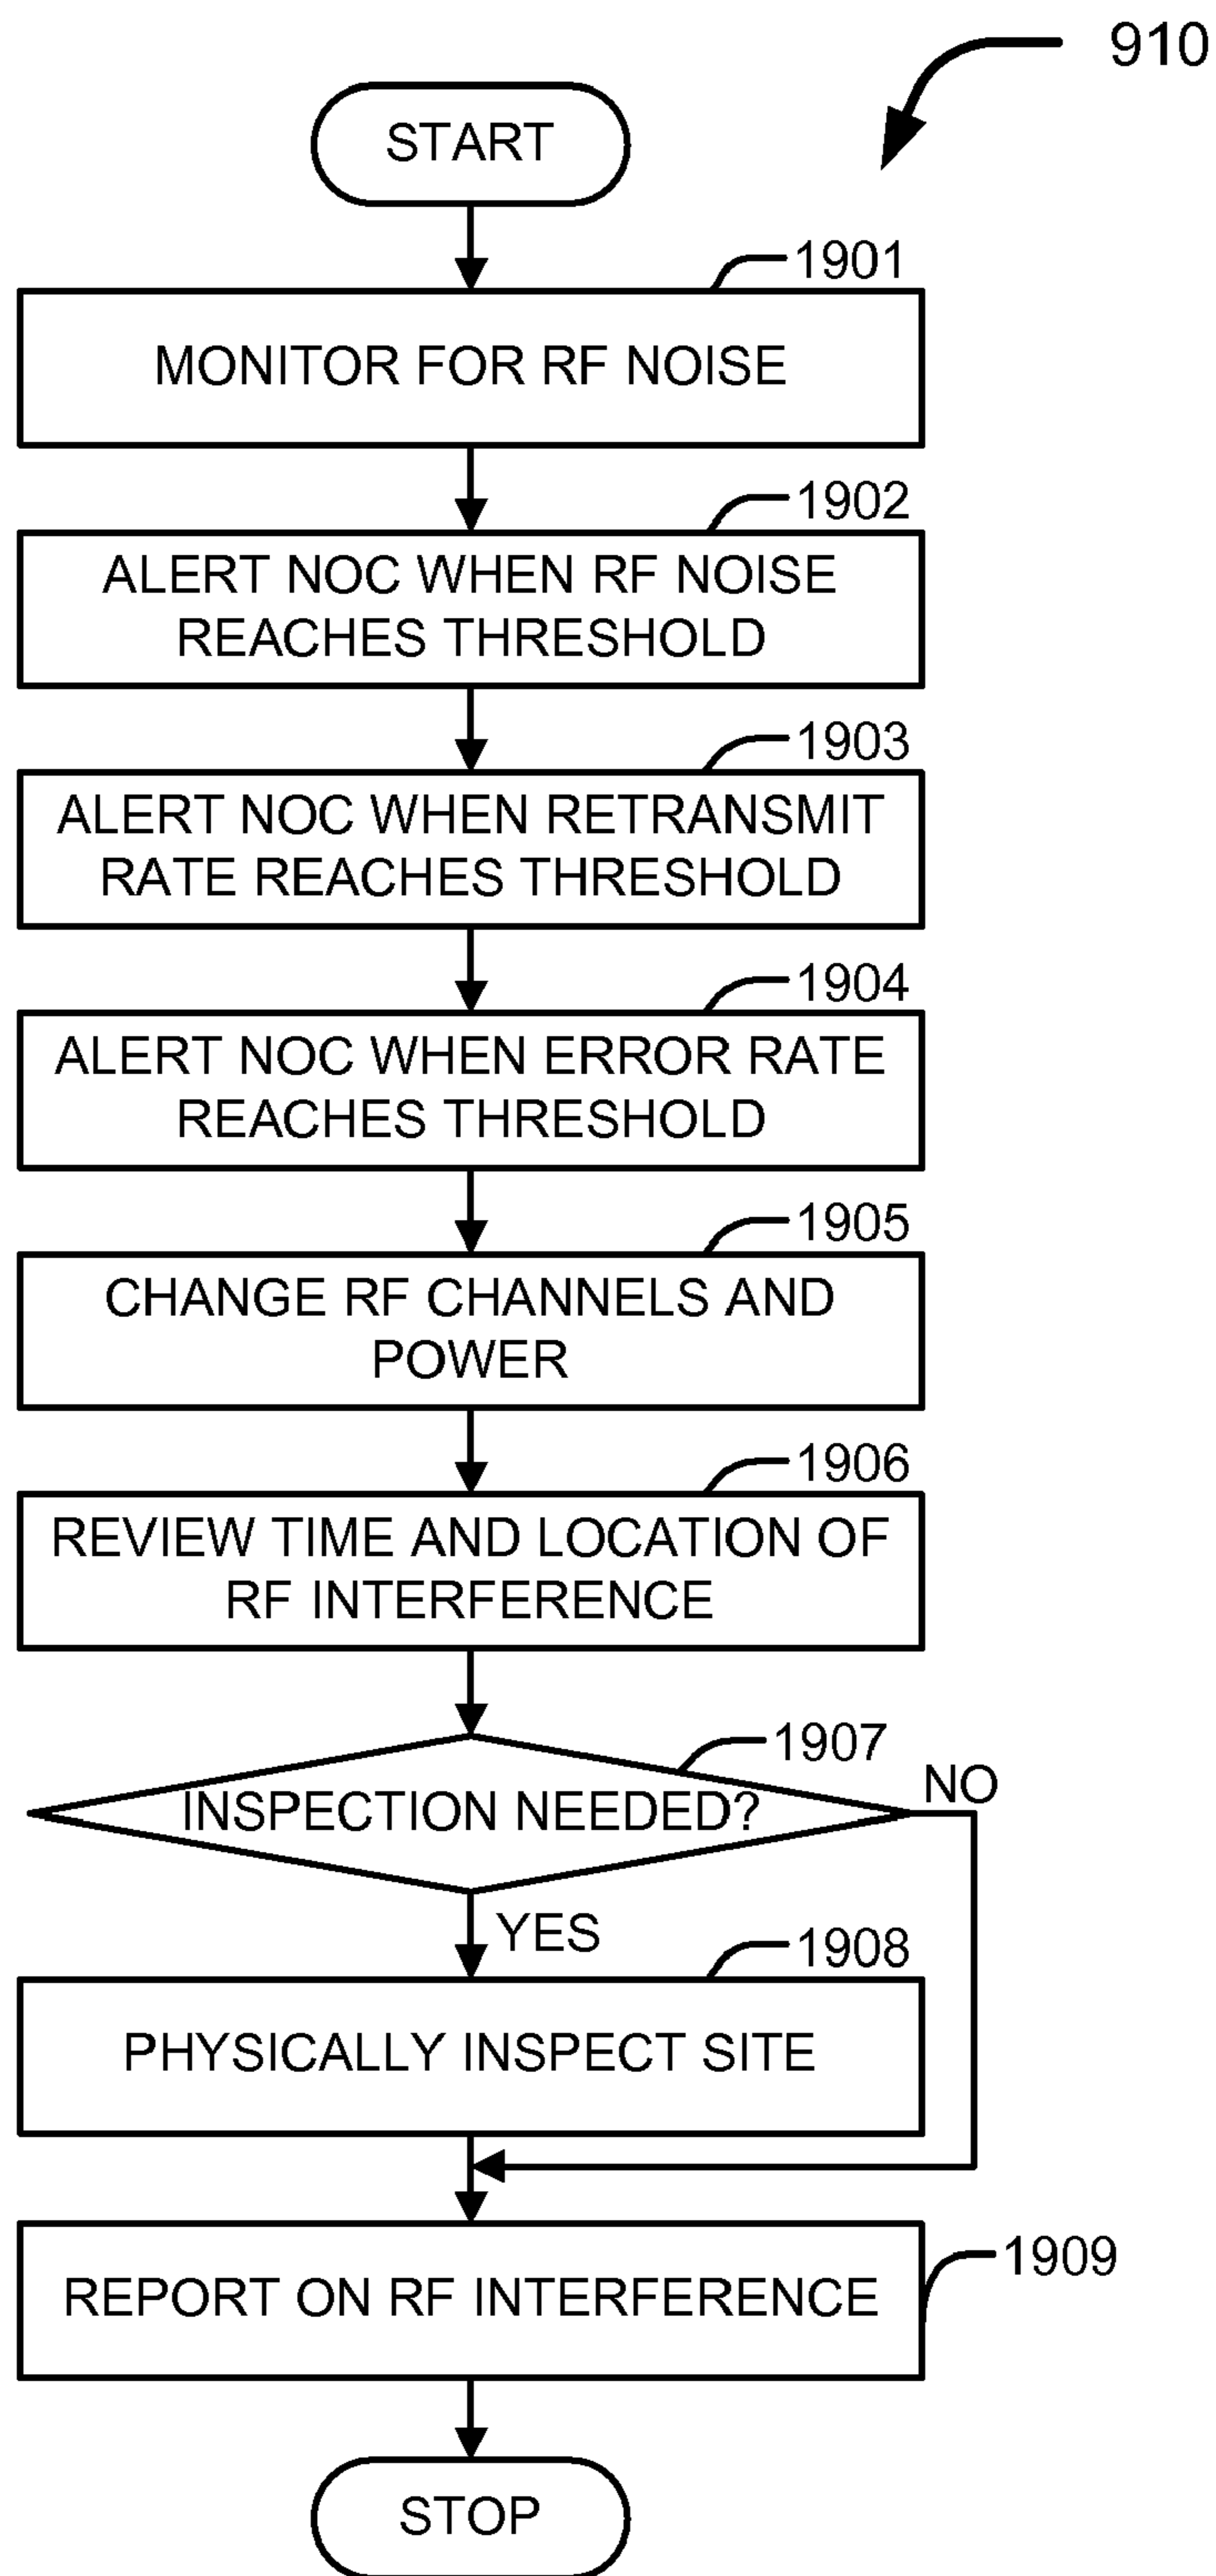 910
START
1901
MONITOR FOR RF NOISE
1902
ALERT NOC WHEN RF NOISE
REACHES THRESHOLD
1903
ALERT NOC WHEN RETRANSMIT
RATE REACHES THRESHOLD
1904
ALERT NOC WHEN ERROR RATE
REACHES THRESHOLD
1905
CHANGE RF CHANNELS AND
POWER
1906
REVIEW TIME AND LOCATION OF
RF INTERFERENCE
1907
NO
INSPECTION NEEDED?
YES
1908
PHYSICALLY INSPECT SITE
1909
REPORT ON RF INTERFERENCE
STOP